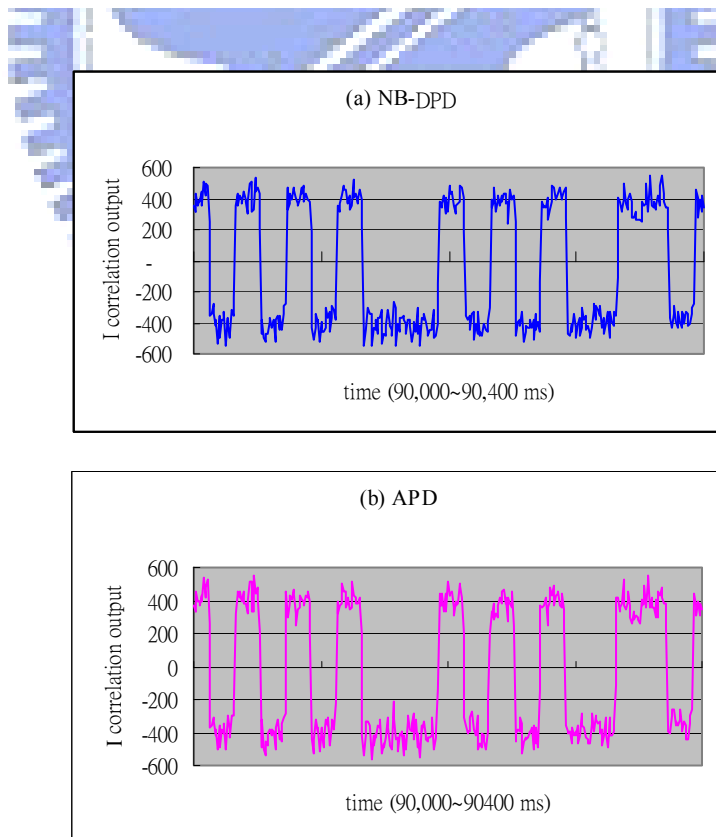 (a) NB-DPD
600
400
200
-
-200
-400
-600
I correlation output
time (90,000~90,400 ms)
(b) APD
600
400
200
0
-200
-400
-600
I correlation output
time (90,000~90400 ms)